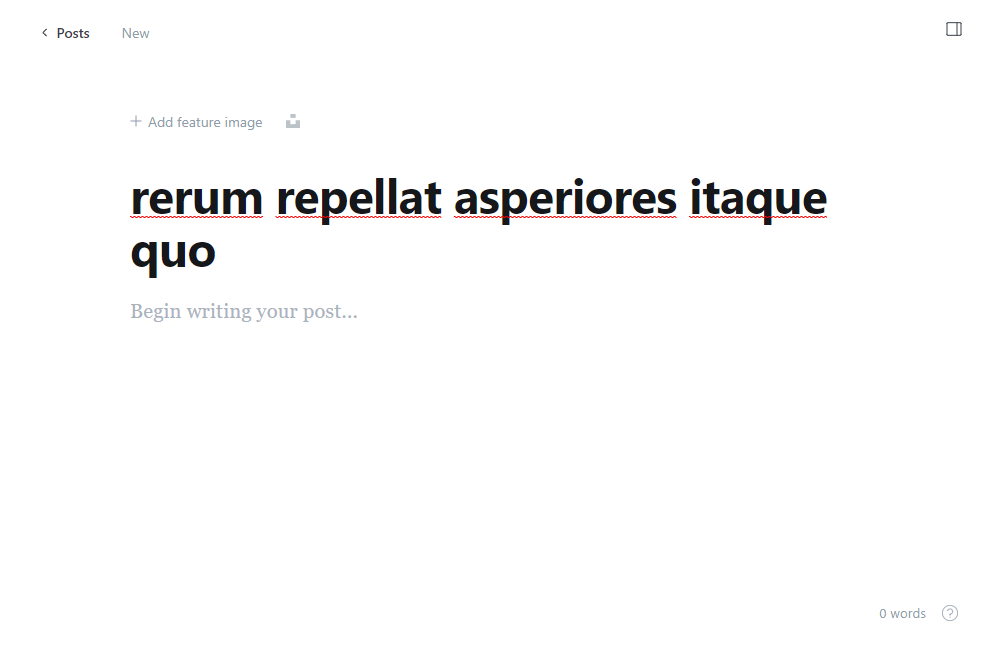 Posts New
Add feature image
rerum repellat asperiores itaque
quo
Begin writing your post...
0 words